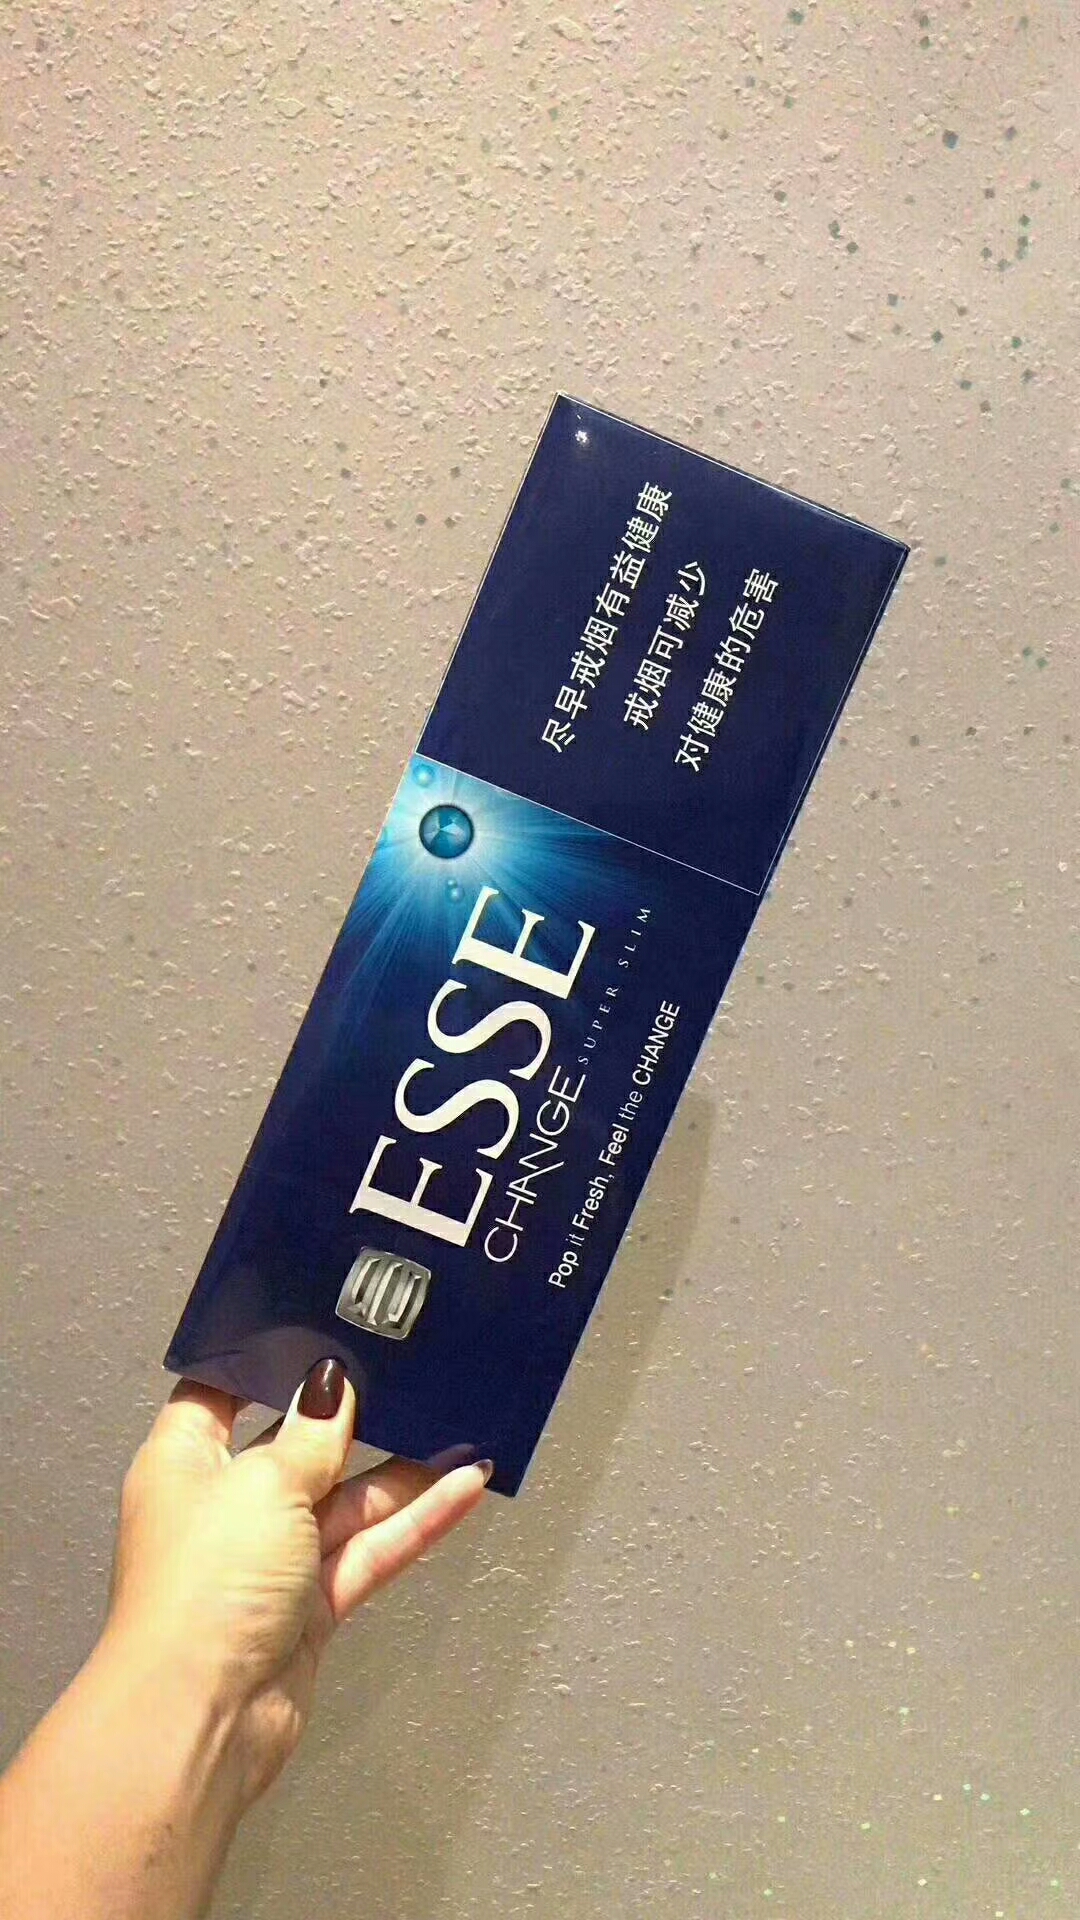 尽早戒烟有益健康
戒烟可减少
对健康的危害
ESSE
CHANGE SUPER SLIM
Pop it Fresh, Feel the CHANGE